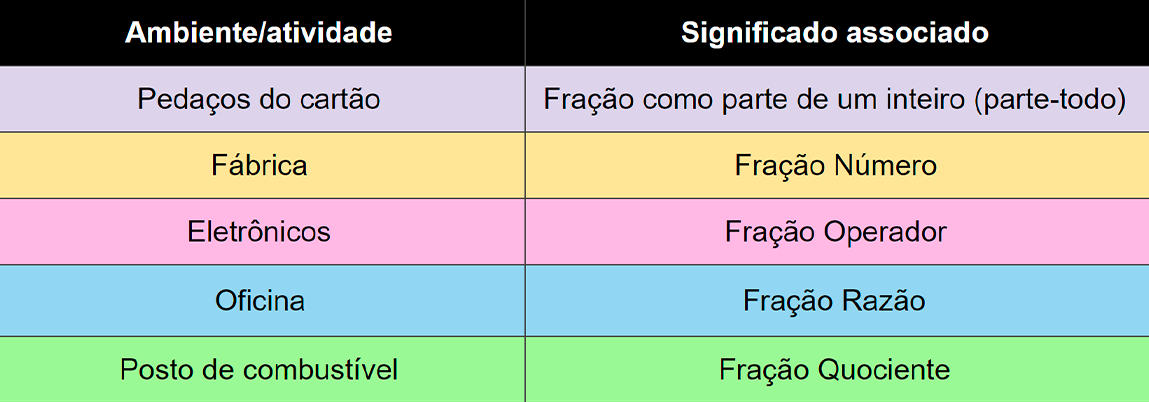 Ambiente/atividade Significado associado
Pedaços do cartão Fração como parte de um inteiro (parte-todo)
Fábrica Fração Número
Eletrônicos Fração Operador
Oficina Fração Razão
Posto de combustível Fração Quociente